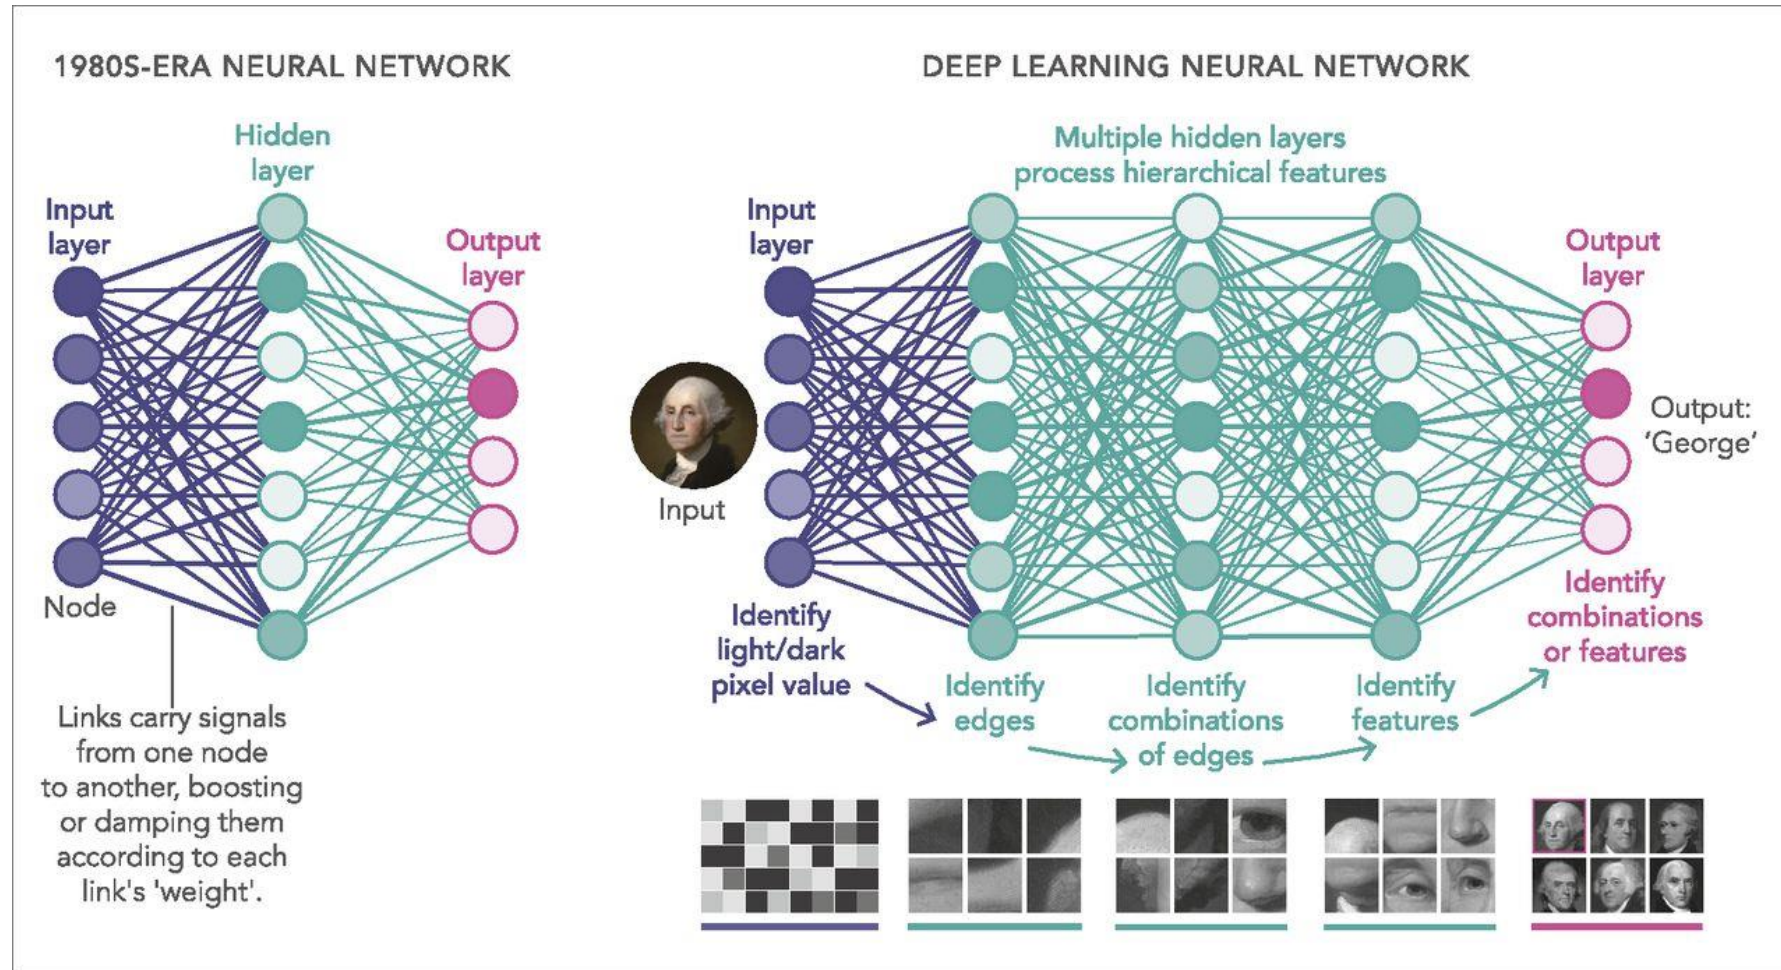 1980S-ERA NEURAL NETWORK
Hidden
layer
Input
layer
Output
layer
Node
Links carry signals
from one node
to another, boosting
or damping them
according to each
link's 'weight'.
DEEP LEARNING NEURAL NETWORK
Multiple hidden layers
process hierarchical features
Input
layer
Output
layer
Input
Output:
'George'
Identify
light/dark
pixel value
Identify
edges
Identify
combinations
of edges
Identify
features
Identify
combinations
or features